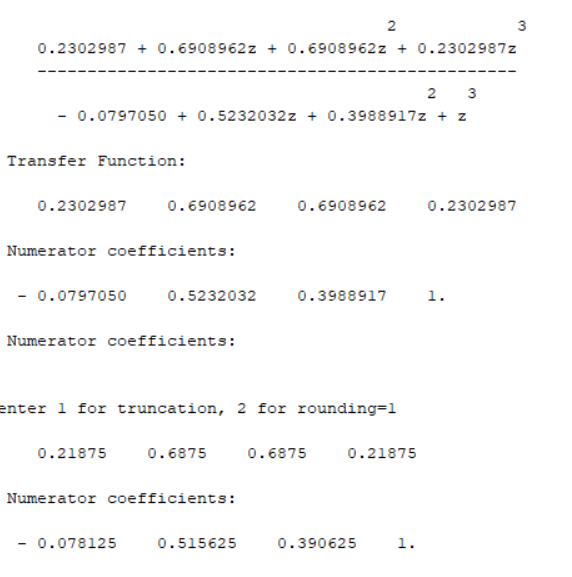 2 3
0.2302987 + 0.6908962z + 0.6908962z + 0.2302987z
------------------------------------------------
2 3
- 0.0797050 + 0.5232032z + 0.3988917z + z
Transfer Function:
0.2302987 0.6908962 0.6908962 0.2302987
Numerator coefficients:
- 0.0797050 0.5232032 0.3988917 1.
Numerator coefficients:
enter 1 for truncation, 2 for rounding=1
0.21875 0.6875 0.6875 0.21875
Numerator coefficients:
- 0.078125 0.515625 0.390625 1.